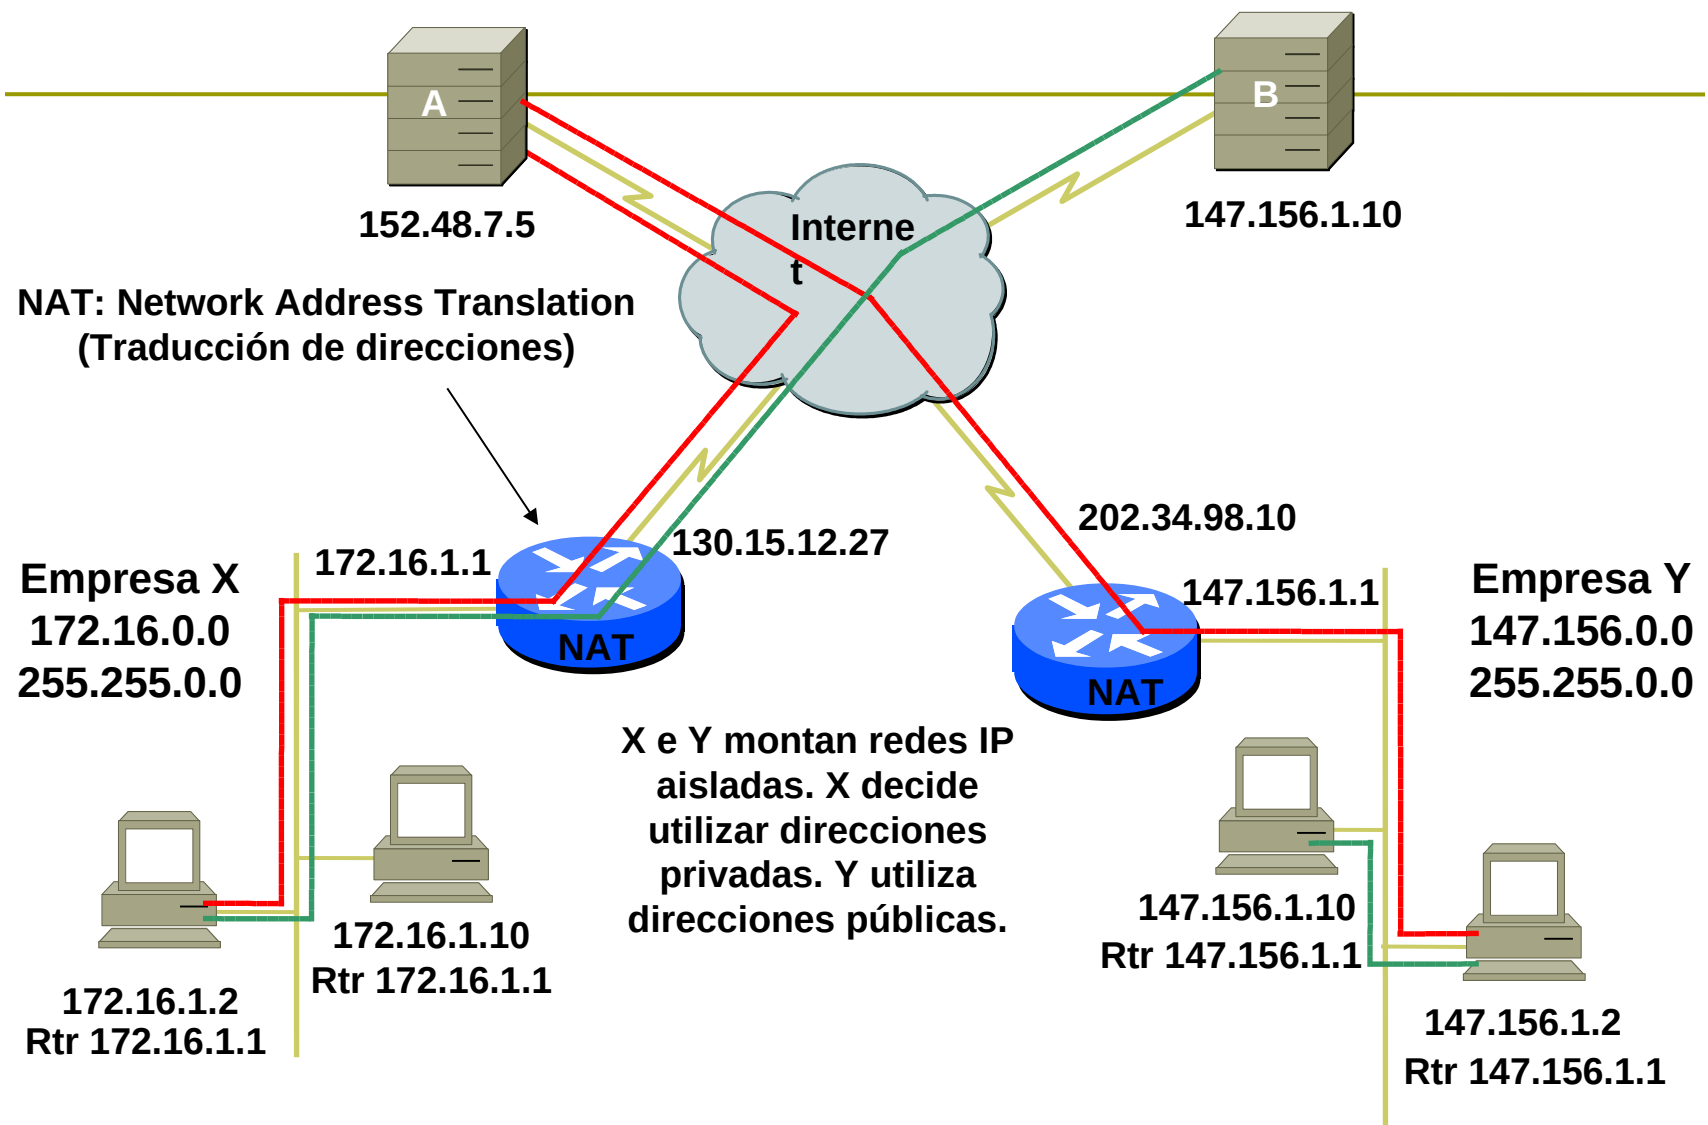 A
B
152.48.7.5
147.156.1.10
Interne
t
NAT: Network Address Translation
(Traducción de direcciones)
202.34.98.10
130.15.12.27
172.16.1.1
147.156.1.1
Empresa X
172.16.0.0
255.255.0.0
Empresa Y
147.156.0.0
255.255.0.0
NAT
NAT
X e Y montan redes IP
aisladas. X decide
utilizar direcciones
privadas. Y utiliza
direcciones públicas.
172.16.1.10
Rtr 172.16.1.1
147.156.1.10
Rtr 147.156.1.1
172.16.1.2
Rtr 172.16.1.1
147.156.1.2
Rtr 147.156.1.1